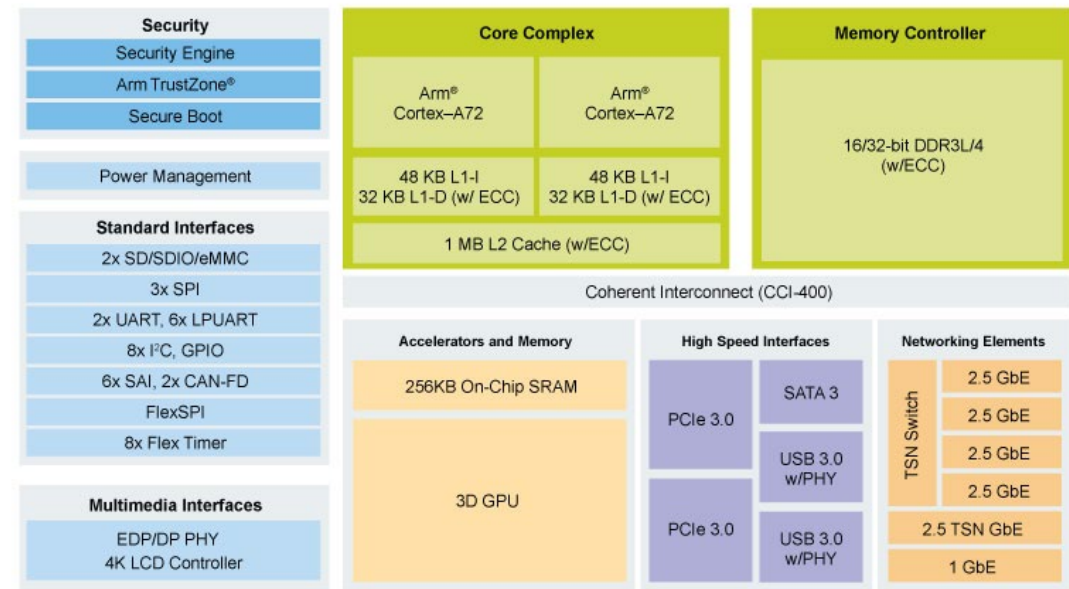 Security
Security Engine
Arm TrustZone®
Secure Boot
Power Management
Standard Interfaces
2x SD/SDIO/eMMC
3x SPI
2x UART, 6x LPUART
8x I²C, GPIO
6x SAI, 2x CAN-FD
FlexSPI
8x Flex Timer
Multimedia Interfaces
EDP/DP PHY
4K LCD Controller
Core Complex
Arm®
Cortex–A72
Arm®
Cortex–A72
48 KB L1-I
32 KB L1-D (w/ ECC)
48 KB L1-I
32 KB L1-D (w/ ECC)
1 MB L2 Cache (w/ECC)
Memory Controller
16/32-bit DDR3L/4
(w/ECC)
Coherent Interconnect (CCI-400)
Accelerators and Memory
256KB On-Chip SRAM
3D GPU
High Speed Interfaces
PCIe 3.0
PCIe 3.0
SATA 3
USB 3.0
w/PHY
USB 3.0
w/PHY
Networking Elements
TSN Switch
2.5 GbE
2.5 GbE
2.5 GbE
2.5 GbE
2.5 TSN GbE
1 GbE